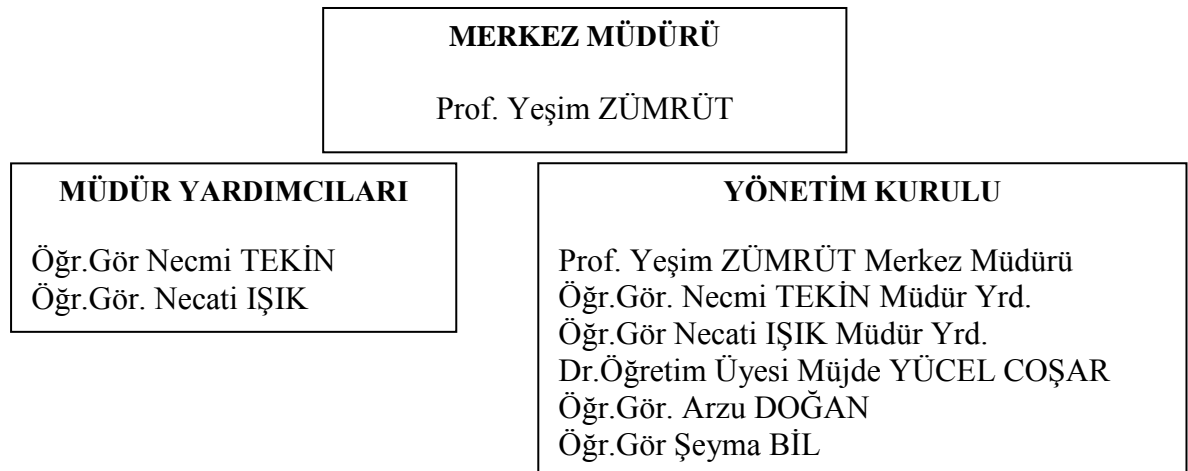 MERKEZ MÜDÜRÜ
Prof. Yeşim ZÜMRÜT
MÜDÜR YARDIMCILARI
Öğr.Gör Necmi TEKİN
Öğr.Gör. Necati IŞIK
YÖNETİM KURULU
Prof. Yeşim ZÜMRÜT Merkez Müdürü
Öğr.Gör. Necmi TEKİN Müdür Yrd.
Öğr.Gör Necati IŞIK Müdür Yrd.
Dr.Öğretim Üyesi Müjde YÜCEL COŞAR
Öğr.Gör. Arzu DOĞAN
Öğr.Gör Şeyma BİL